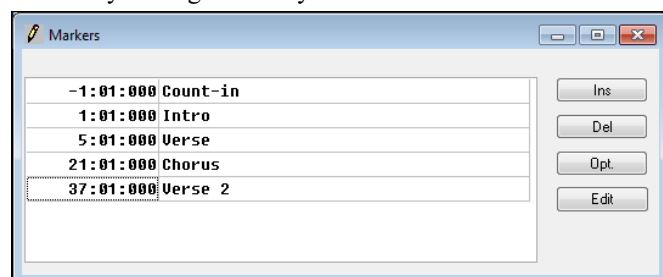 Markers
-1:01:000 Count-in
1:01:000 Intro
5:01:000 Verse
21:01:000 Chorus
37:01:000 Verse 2
Ins
Del
Opt.
Edit